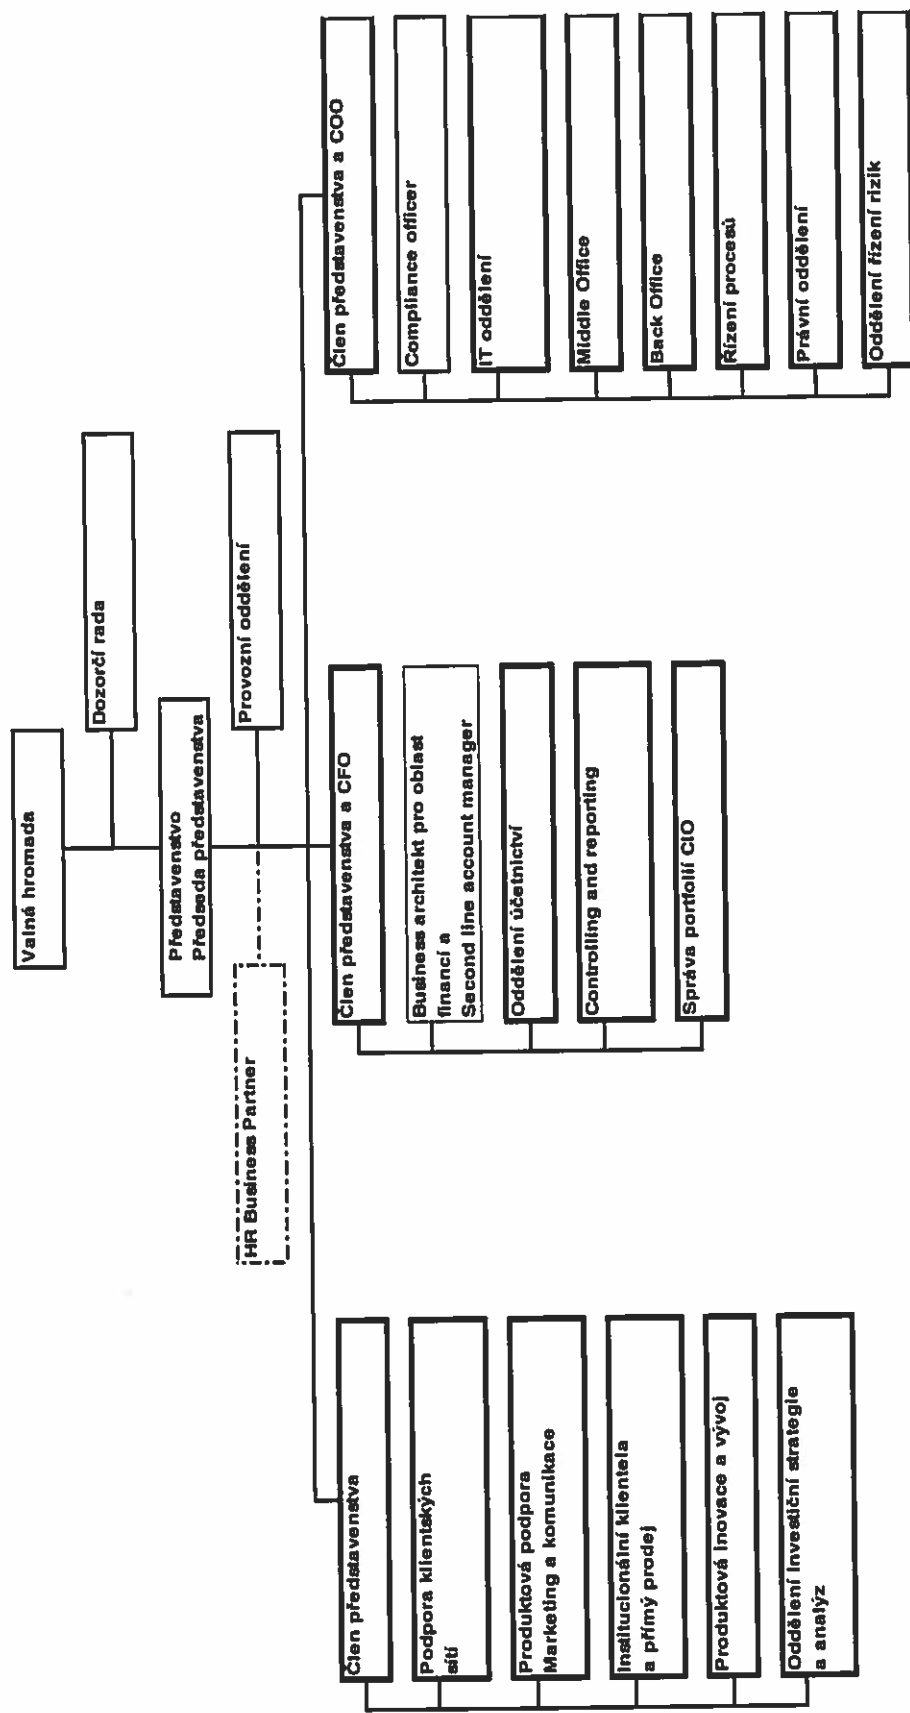 Valná hromada
Dozorčí rada
Představenstvo
Předseda představenstva
HR Business Partner
Provozní oddělení
Člen představenstva
Podpora klientských
sítí
Produktová podpora
Marketing a komunikace
Institucionální klientela
a přímý prodej
Produktová inovace a vývoj
Oddělení investiční strategie
a analýz
Člen představenstva a CFO
Business architekt pro oblast
financí a
Second line account manager
Oddělení účetnictví
Controlling and reporting
Správa portfolií CIO
Člen představenstva a COO
Compliance officer
IT oddělení
Middle Office
Back Office
Řízení procesů
Právní oddělení
Oddělení řízení rizik